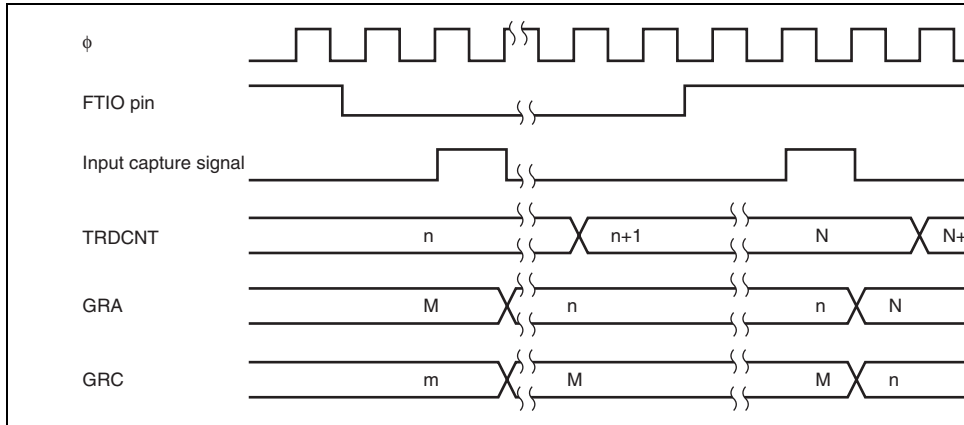 ϕ
FTIO pin
Input capture signal
TRDCNT n n+1 N N+
GRA M n n N
GRC m M M n